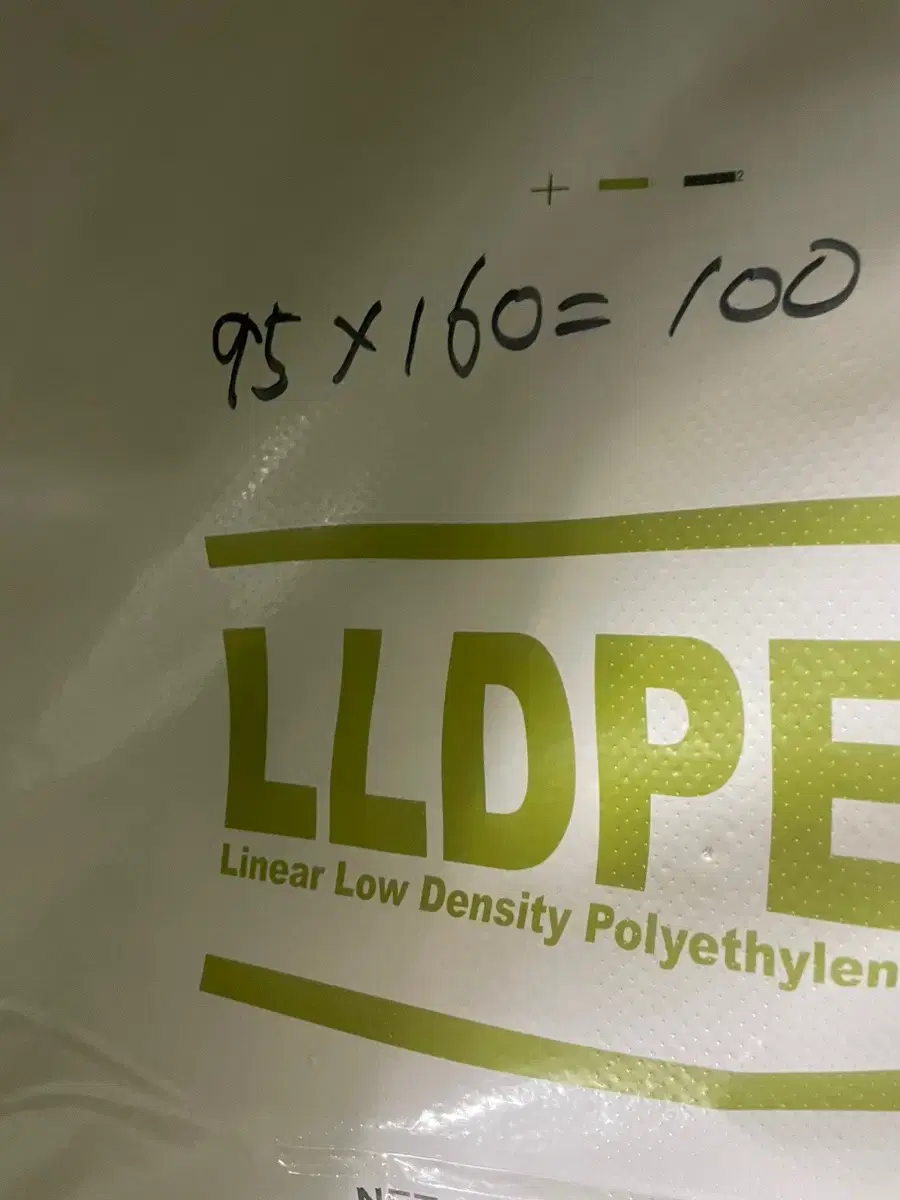 95 × 160 = 100
LLDPE
Linear Low Density Polyethylen